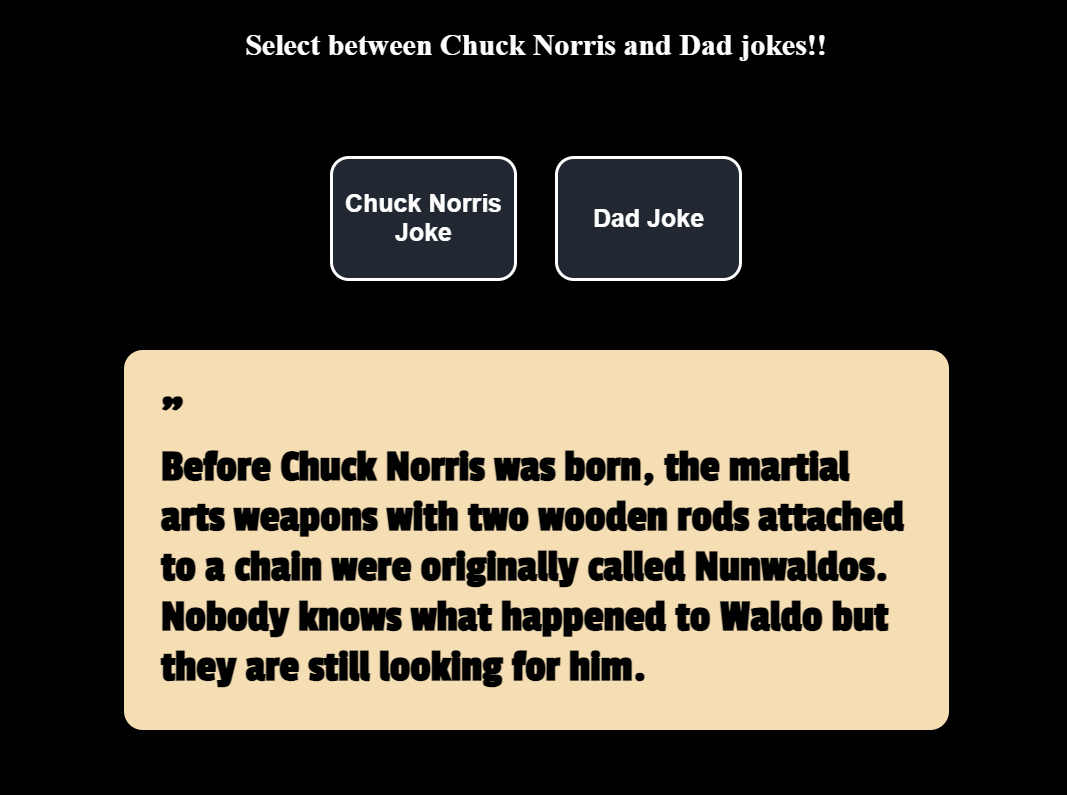 Select between Chuck Norris and Dad jokes!!
Chuck Norris
Joke
Dad Joke
”
Before Chuck Norris was born, the martial
arts weapons with two wooden rods attached
to a chain were originally called Nunwaldos.
Nobody knows what happened to Waldo but
they are still looking for him.